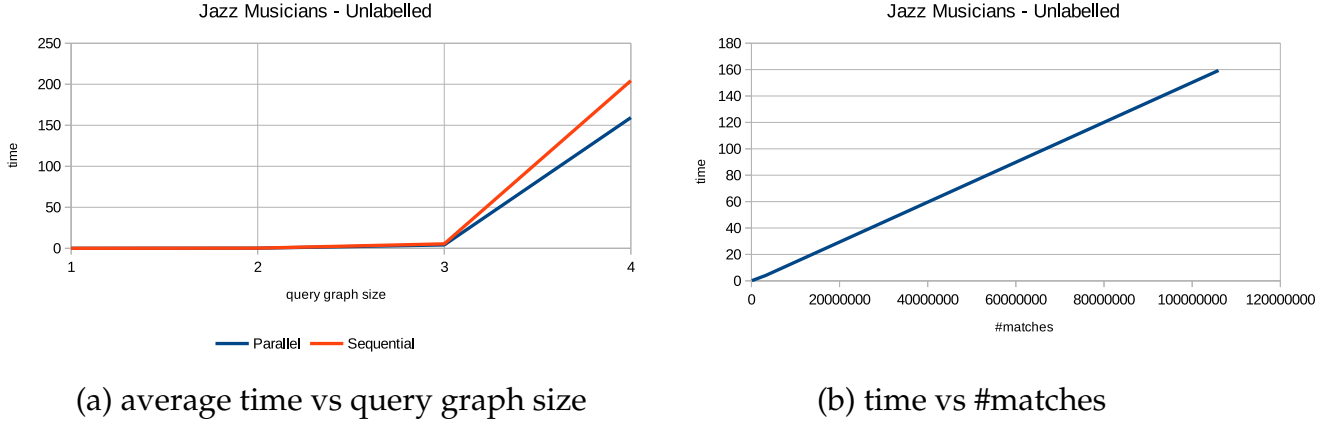 Jazz Musicians - Unlabelled
250
200
150
100
50
0
time
1 2 3 4
query graph size
Parallel Sequential
(a) average time vs query graph size
Jazz Musicians - Unlabelled
180
160
140
120
100
80
60
40
20
0
time
0 20000000 40000000 60000000 80000000 100000000 120000000
#matches
(b) time vs #matches